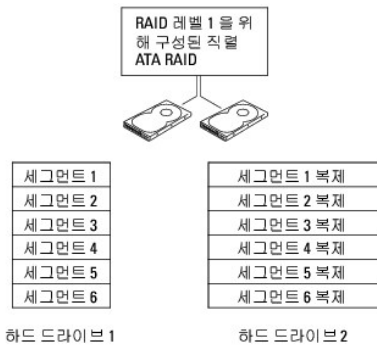 RAID 레벨 1 을 위
해 구성된 직렬
ATA RAID
세그먼트 1
세그먼트 2
세그먼트 3
세그먼트 4
세그먼트 5
세그먼트 6
하드 드라이브 1
세그먼트 1 복제
세그먼트 2 복제
세그먼트 3 복제
세그먼트 4 복제
세그먼트 5 복제
세그먼트 6 복제
하드 드라이브 2